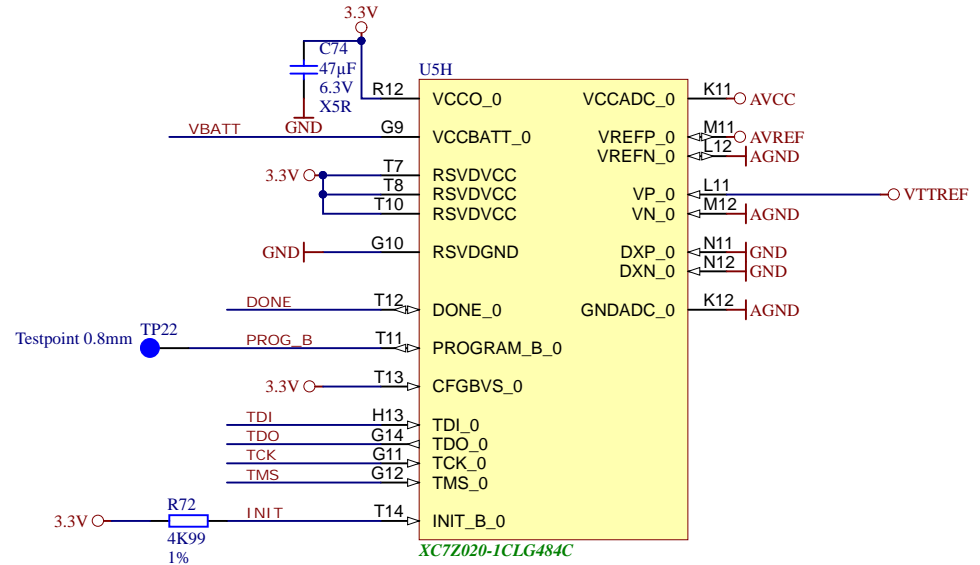 3.3V
C74
47µF
6.3V
X5R
GND
U5H
R12 VCCO_0 VCCADC_0 K11 AVCC
VBATT G9 VCCBATT_0 VREFP_0 M11 AVREF
VREFN_0 L12 AGND
3.3V T7 RSVDVCC
T8 RSVDVCC VP_0 L11 VTTREF
T10 RSVDVCC VN_0 M12 AGND
GND G10 RSVDGND DXP_0 N11 GND
DXN_0 N12 GND
DONE T12 DONE_0 GNDADC_0 K12 AGND
Testpoint 0.8mm TP22 PROG_B T11 PROGRAM_B_0
3.3V T13 CFGBVS_0
TDI H13 TDI_0
TDO G14 TDO_0
TCK G11 TCK_0
TMS G12 TMS_0
3.3V R72 INIT T14 INIT_B_0
4K99
1%
XC7Z020-1CLG484C